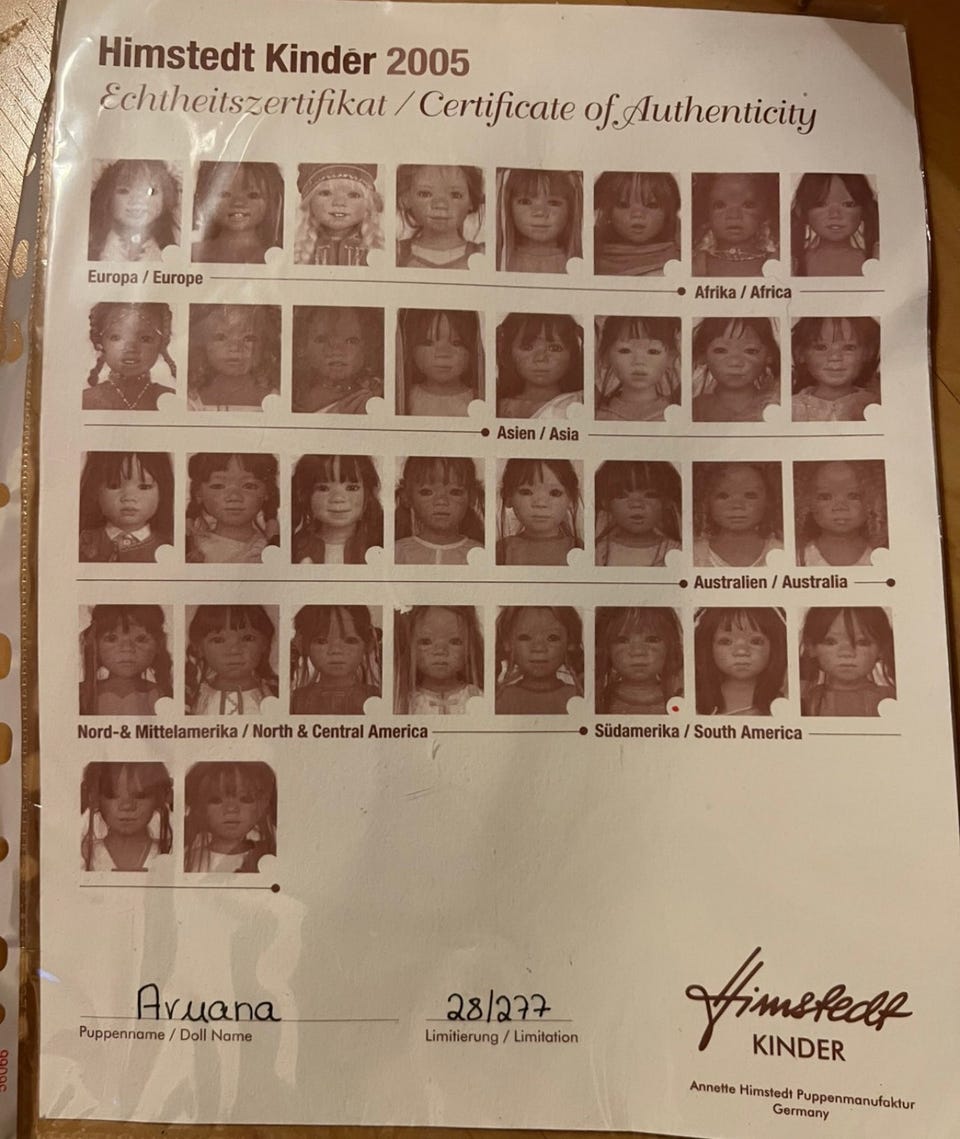 Himstedt Kinder 2005
Echtheitszertifikat / Certificate of Authenticity
Europa / Europe
Afrika / Africa
Asien / Asia
Australien / Australia
Nord-& Mittelamerika / North & Central America
Südamerika / South America
Aruana
28/277
Puppenname / Doll Name
Limitierung / Limitation
Himstedt
KINDER
Annette Himstedt Puppenmanufaktur
Germany